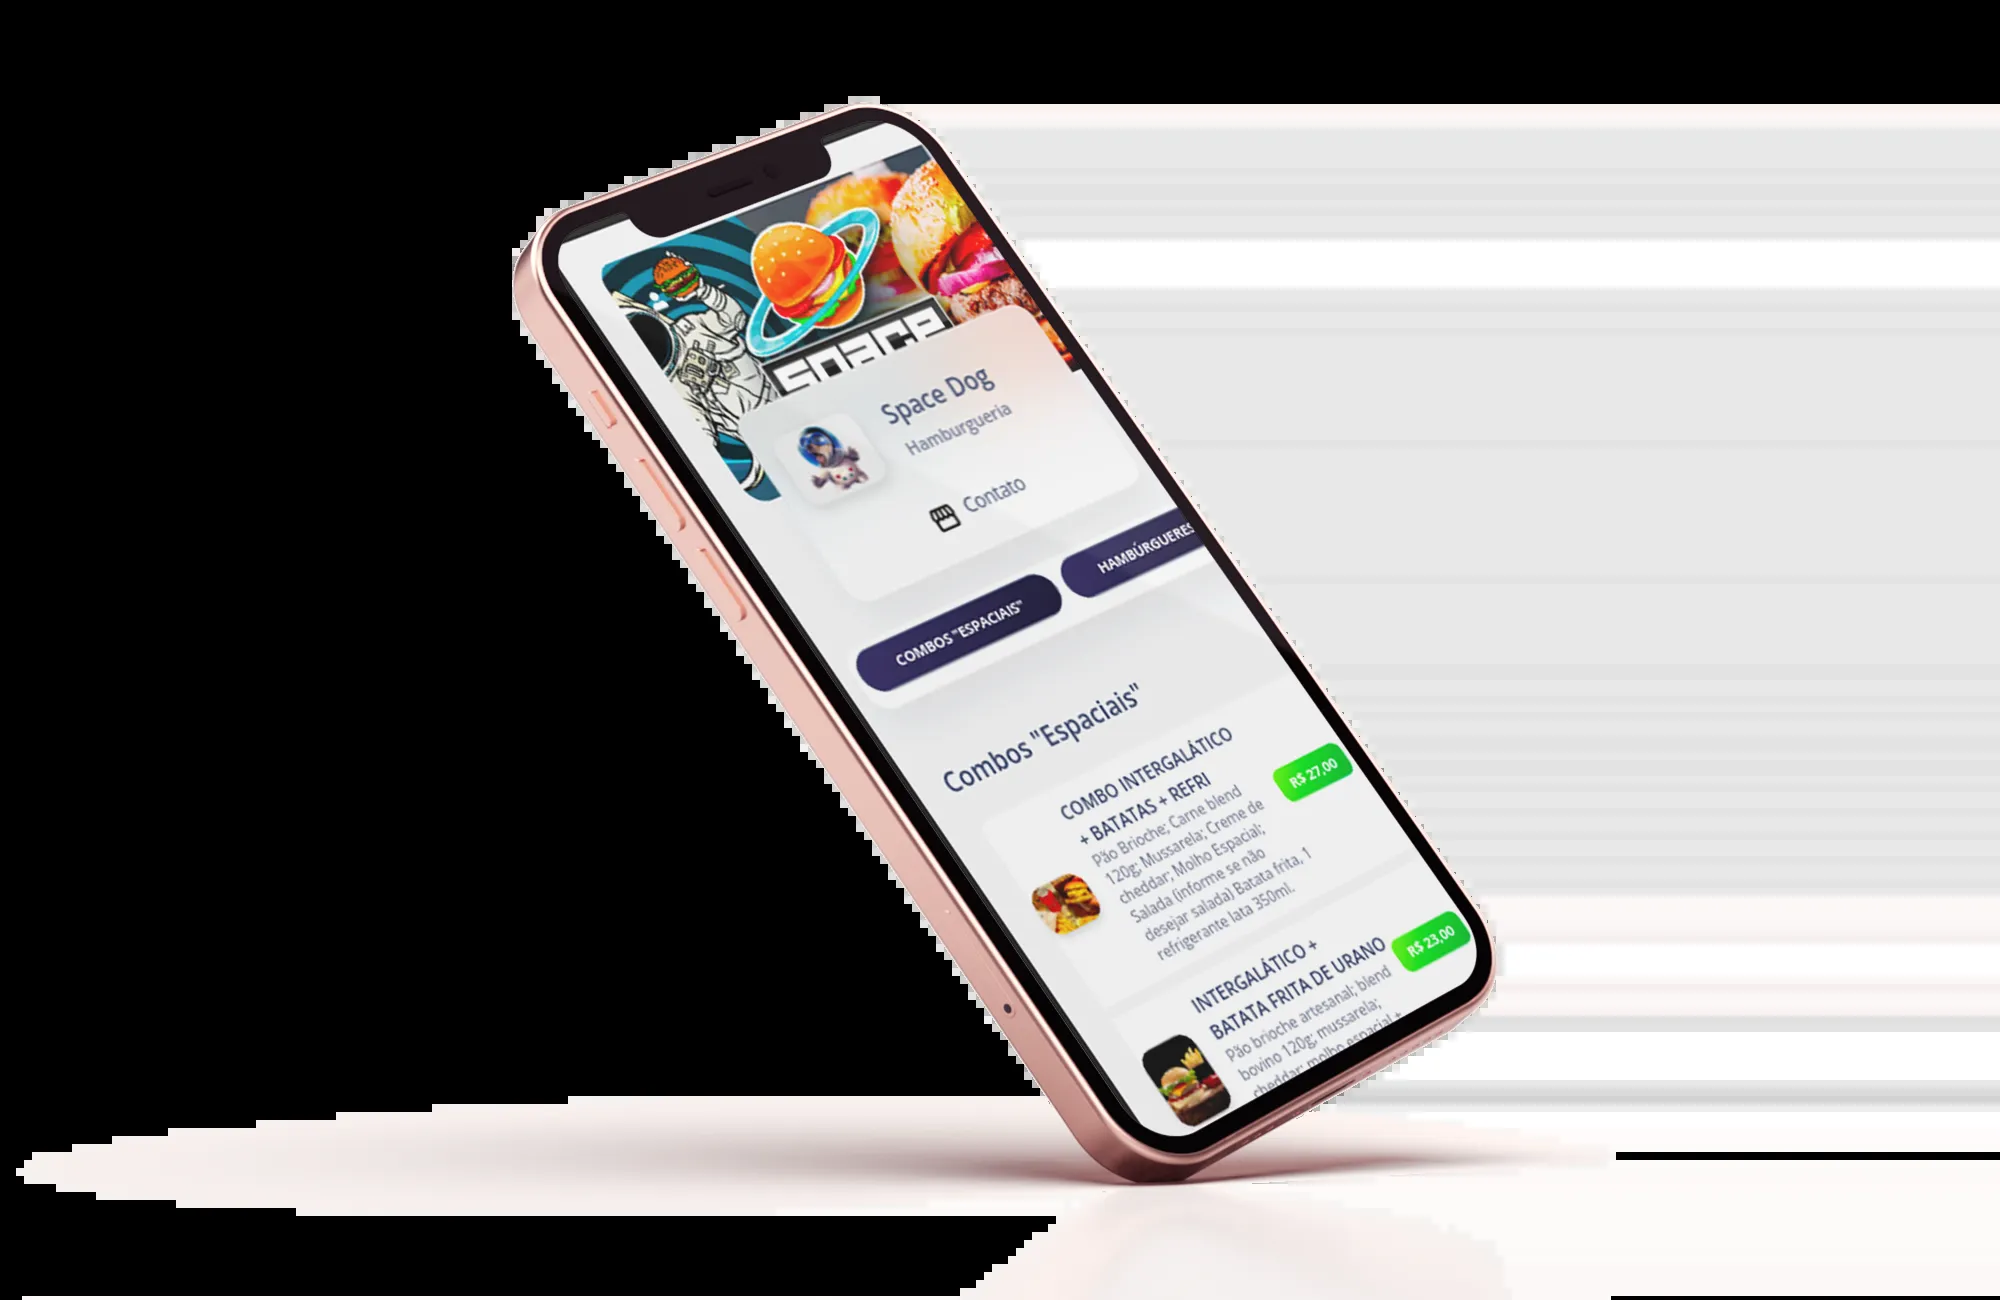 space
Space Dog
Hamburgueria
Contato
COMBOS "ESPACIAIS"
HAMBÚRGUERES
Combos "Espaciais"
COMBO INTERGALÁTICO
+ BATATAS + REFRI
R$ 27,00
Pão Brioche; Carne blend
120g; Mussarela; Creme de
cheddar; Molho Espacial;
Salada (informe se não
desejar salada) Batata frita, 1
refrigerante lata 350ml.
INTERGALÁTICO +
BATATA FRITA DE URANO
R$ 23,00
Pão brioche artesanal; blend
bovino 120g; mussarela;
cheddar; molho espacial +